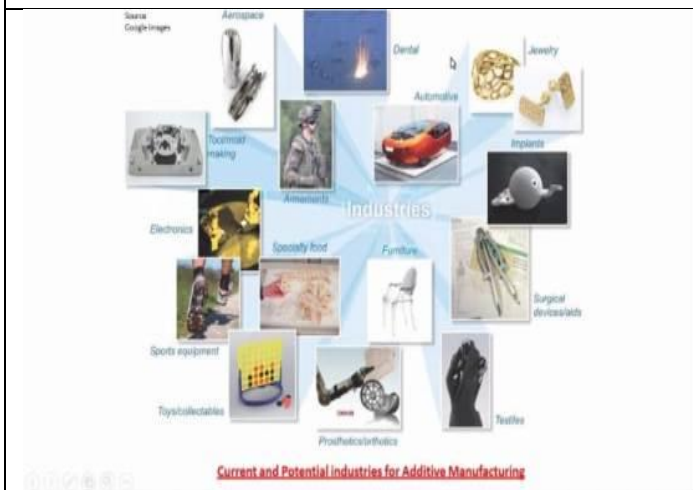 Source
Google Images
Aerospace
Dental
Jewelry
Automotive
Tool/mold
making
Implants
Armaments
Industries
Electronics
Specialty food
Furniture
Surgical
devices/aids
Sports equipment
Toys/collectables
Textiles
Prosthetics/orthotics
Current and Potential industries for Additive Manufacturing